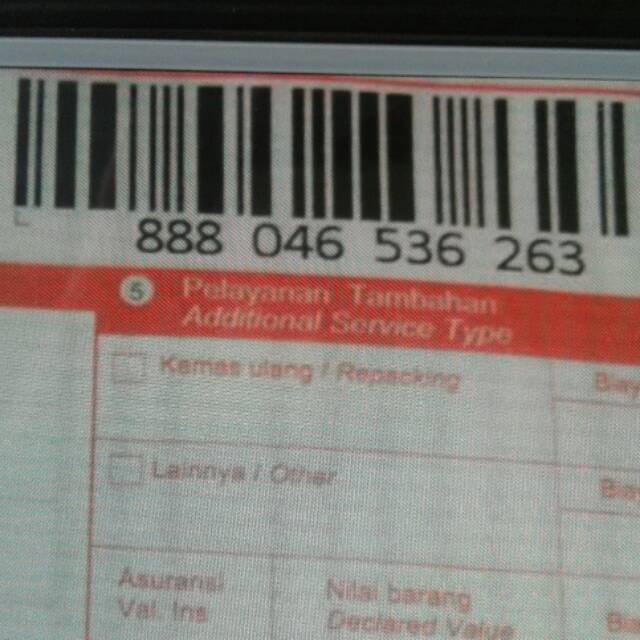 888 046 536 263
5 Pelayanan Tambahan
Additional Service Type
Kemas ulang / Repacking
Lainnya / Other
Asuransi
Val. Ins
Nilai barang
Declared Value